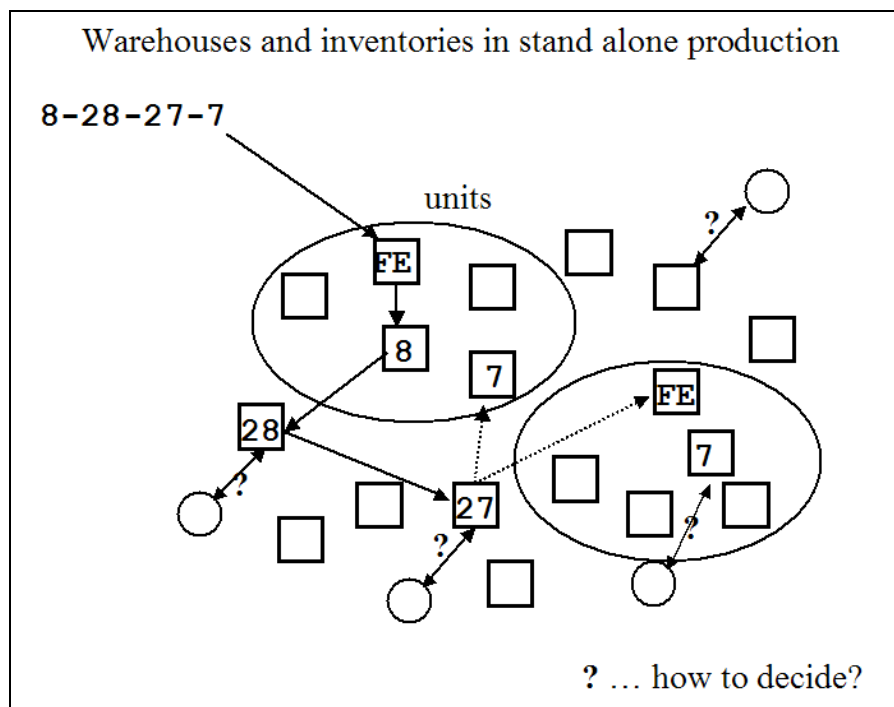 Warehouses and inventories in stand alone production
8-28-27-7
units
?
FE
8
7
FE
28
7
?
27
?
?
? … how to decide?